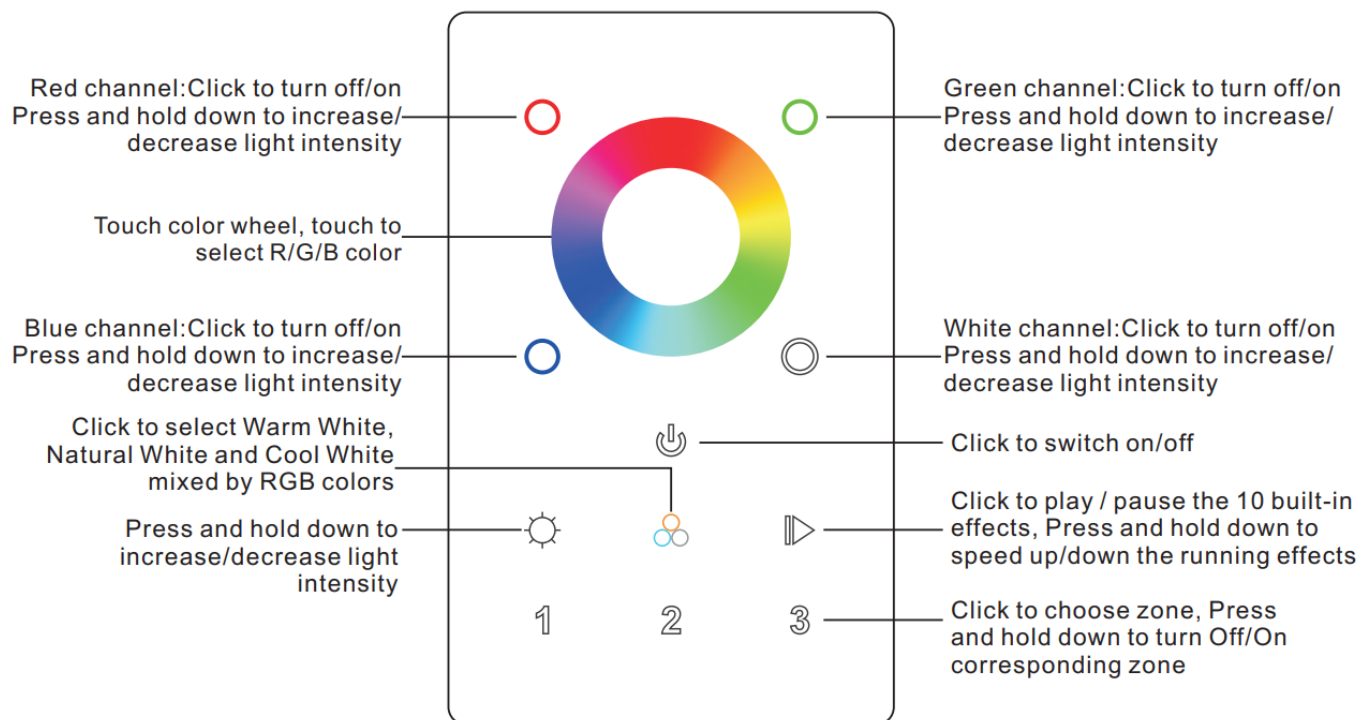 Red channel:Click to turn off/on
Press and hold down to increase/
decrease light intensity
Green channel:Click to turn off/on
Press and hold down to increase/
decrease light intensity
Touch color wheel, touch to
select R/G/B color
Blue channel:Click to turn off/on
Press and hold down to increase/
decrease light intensity
White channel:Click to turn off/on
Press and hold down to increase/
decrease light intensity
Click to select Warm White,
Natural White and Cool White
mixed by RGB colors
Click to switch on/off
Press and hold down to
increase/decrease light
intensity
Click to play / pause the 10 built-in
effects, Press and hold down to
speed up/down the running effects
1 2 3
Click to choose zone, Press
and hold down to turn Off/On
corresponding zone